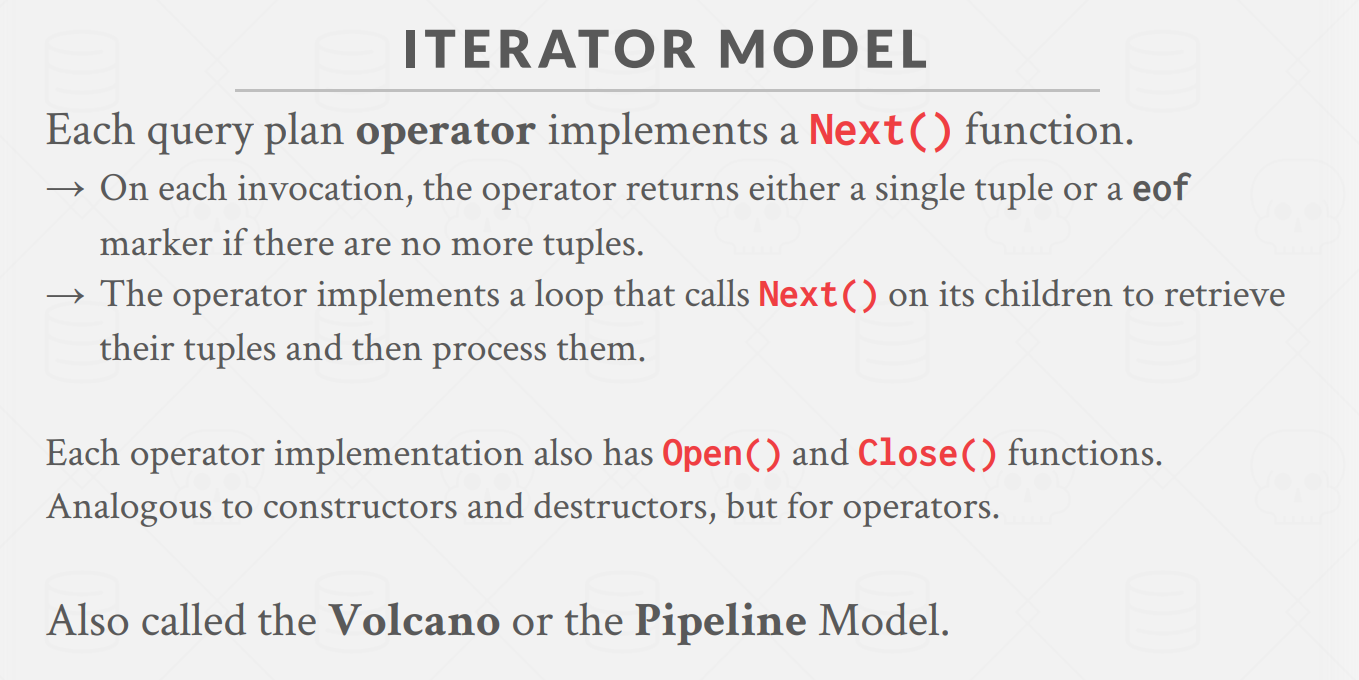 ITERATOR MODEL
Each query plan operator implements a Next() function.
→ On each invocation, the operator returns either a single tuple or a eof
marker if there are no more tuples.
→ The operator implements a loop that calls Next() on its children to retrieve
their tuples and then process them.
Each operator implementation also has Open() and Close() functions.
Analogous to constructors and destructors, but for operators.
Also called the Volcano or the Pipeline Model.